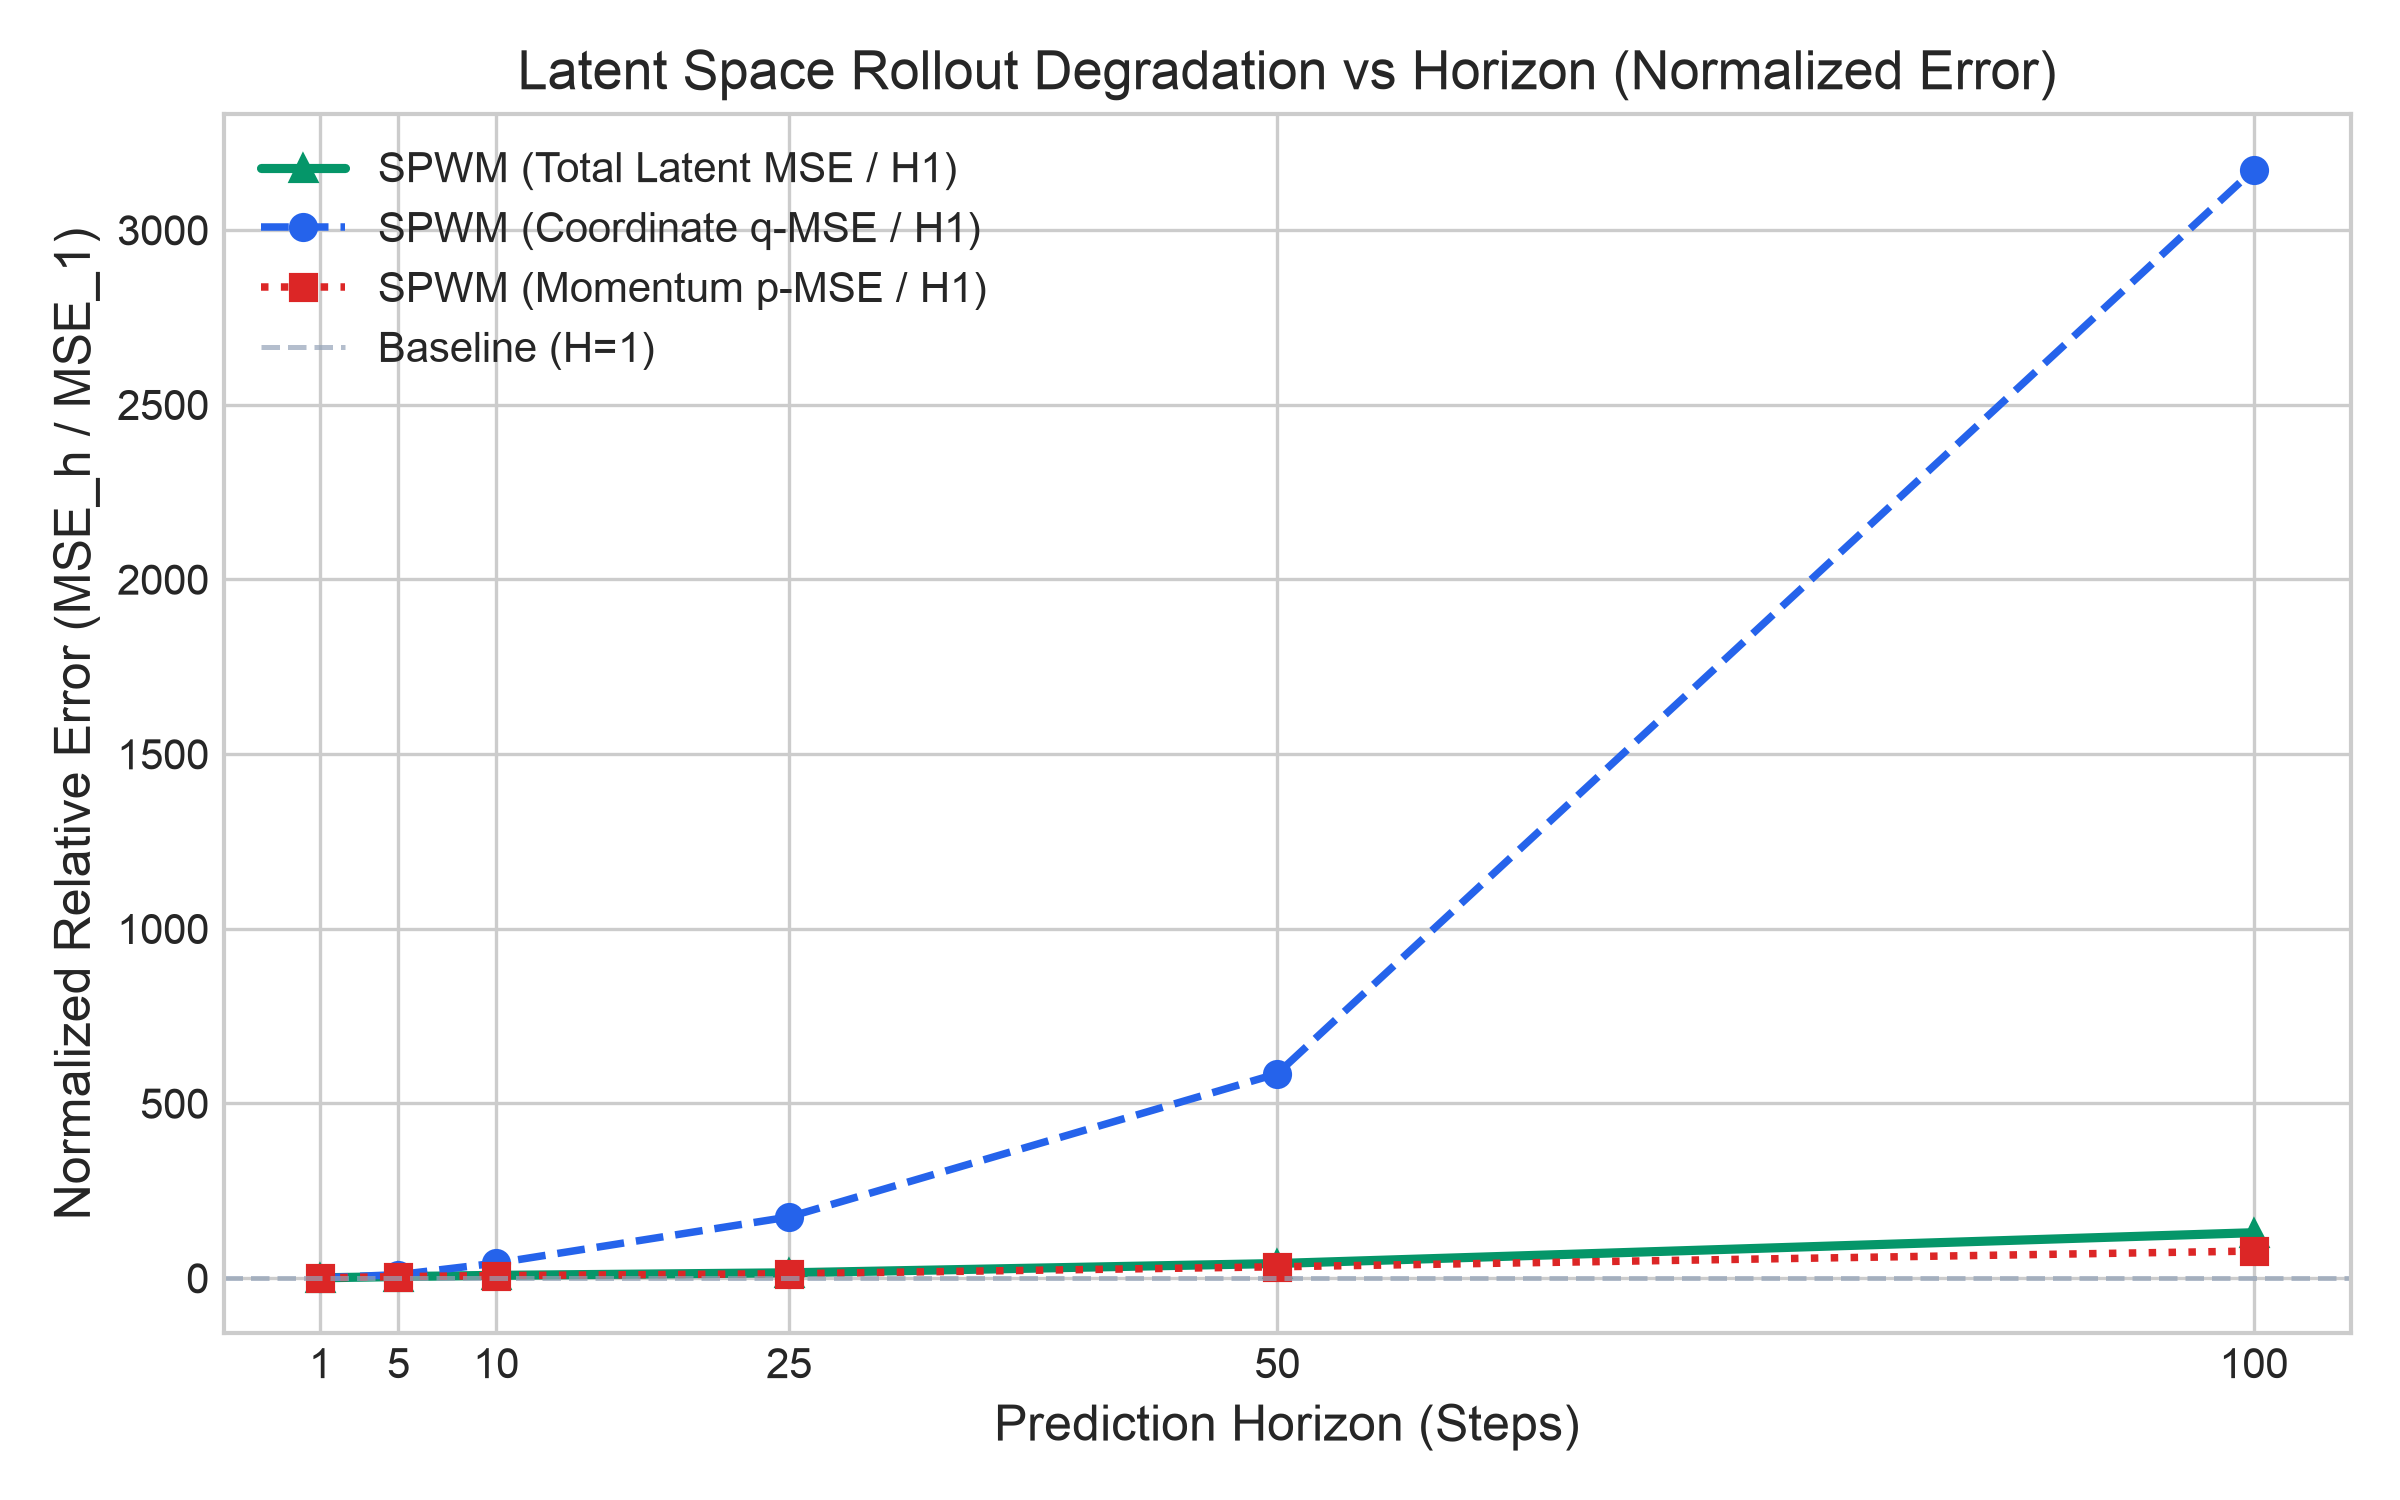 Latent Space Rollout Degradation vs Horizon (Normalized Error)
SPWM (Total Latent MSE / H1)
SPWM (Coordinate q-MSE / H1)
SPWM (Momentum p-MSE / H1)
Baseline (H=1)
Normalized Relative Error (MSE_h / MSE_1)
3000
2500
2000
1500
1000
500
0
1 5 10 25 50 100
Prediction Horizon (Steps)